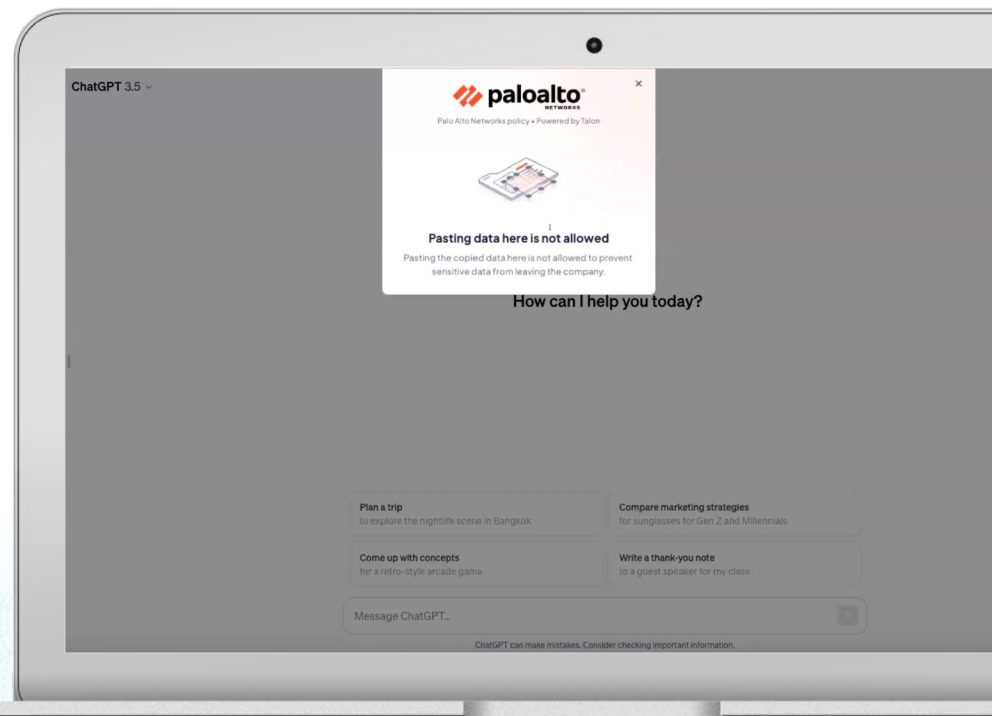 ChatGPT 3.5
paloalto
NETWORKS
Palo Alto Networks policy • Powered by Talon
Pasting data here is not allowed
Pasting the copied data here is not allowed to prevent
sensitive data from leaving the company.
How can I help you today?
Plan a trip
to explore the nightlife scene in Bangkok
Compare marketing strategies
for sunglasses for Gen Z and Millennials
Come up with concepts
for a retro-style arcade game
Write a thank-you note
to a guest speaker for my class
Message ChatGPT...
ChatGPT can make mistakes. Consider checking important information.